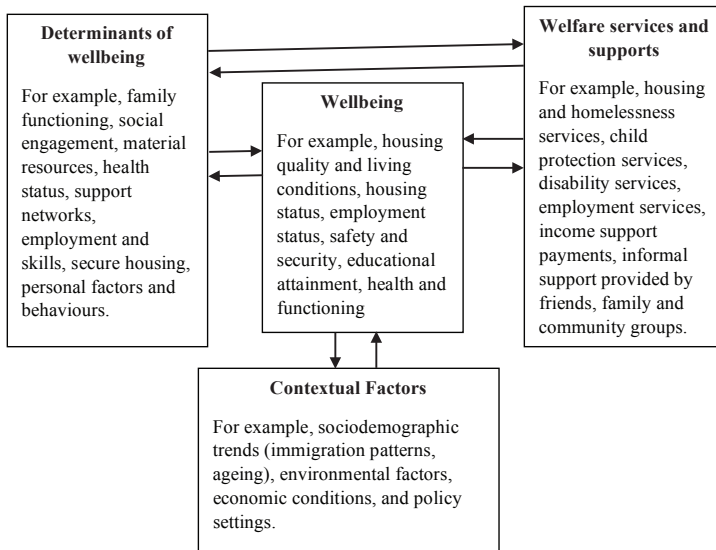 Determinants of
wellbeing
For example, family
functioning, social
engagement, material
resources, health
status, support
networks,
employment and
skills, secure housing,
personal factors and
behaviours.
Wellbeing
For example, housing
quality and living
conditions, housing
status, employment
status, safety and
security, educational
attainment, health and
functioning
Welfare services and
supports
For example, housing
and homelessness
services, child
protection services,
disability services,
employment services,
income support
payments, informal
support provided by
friends, family and
community groups.
Contextual Factors
For example, sociodemographic
trends (immigration patterns,
ageing), environmental factors,
economic conditions, and policy
settings.